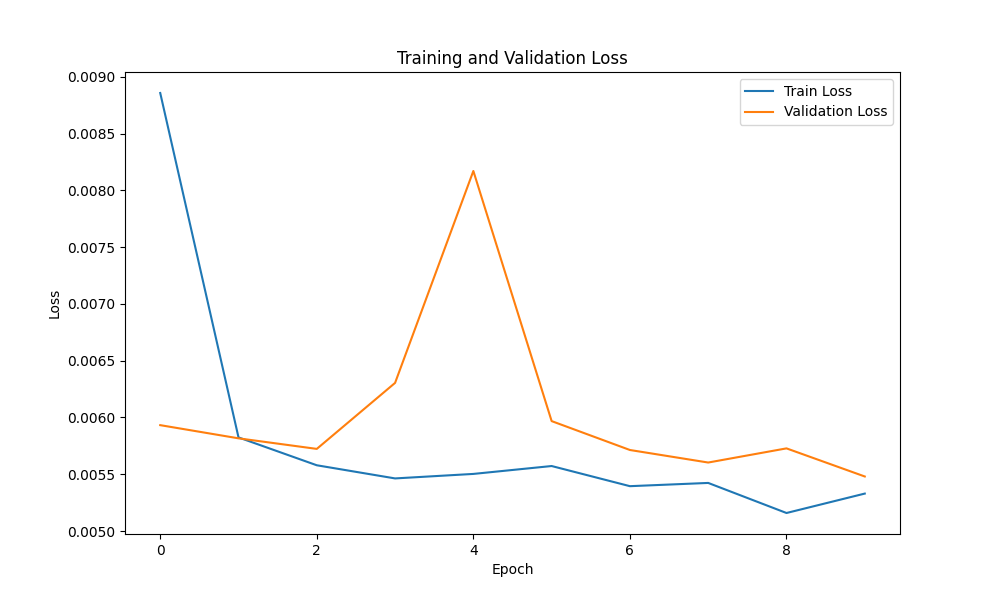 Training and Validation Loss
Train Loss
Validation Loss
0.0090
0.0085
0.0080
0.0075
0.0070
0.0065
0.0060
0.0055
0.0050
Loss
0
2
4
6
8
Epoch